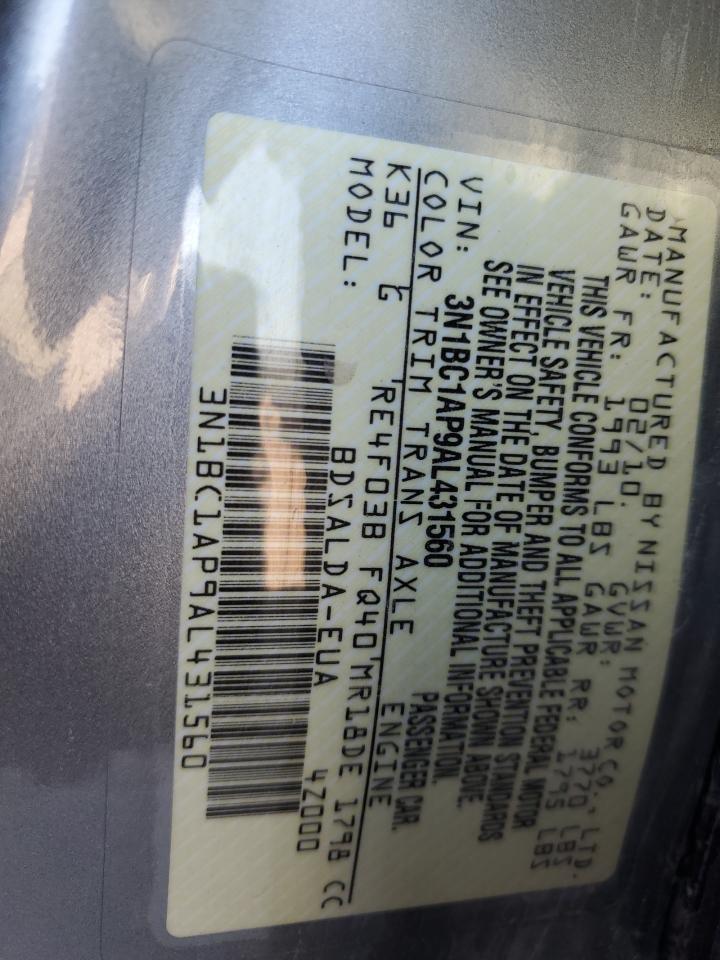 MANUFACTURED BY NISSAN MOTOR CO., LTD.
DATE: 02/10. GVWR: 3770 LBS
GAWR FR: 1993 LBS GAWR RR: 1795 LBS
THIS VEHICLE CONFORMS TO ALL APPLICABLE FEDERAL MOTOR
VEHICLE SAFETY, BUMPER AND THEFT PREVENTION STANDARDS
IN EFFECT ON THE DATE OF MANUFACTURE SHOWN ABOVE.
SEE OWNER'S MANUAL FOR ADDITIONAL INFORMATION.
VIN: 3N1BC1AP9AL431560 PASSENGER CAR.
COLOR TRIM TRANS AXLE ENGINE
K36 G RE4F03B FQ40 MR18DE 1798 CC
MODEL: BDSALDA-EUA 4Z000
3N1BC1AP9AL431560